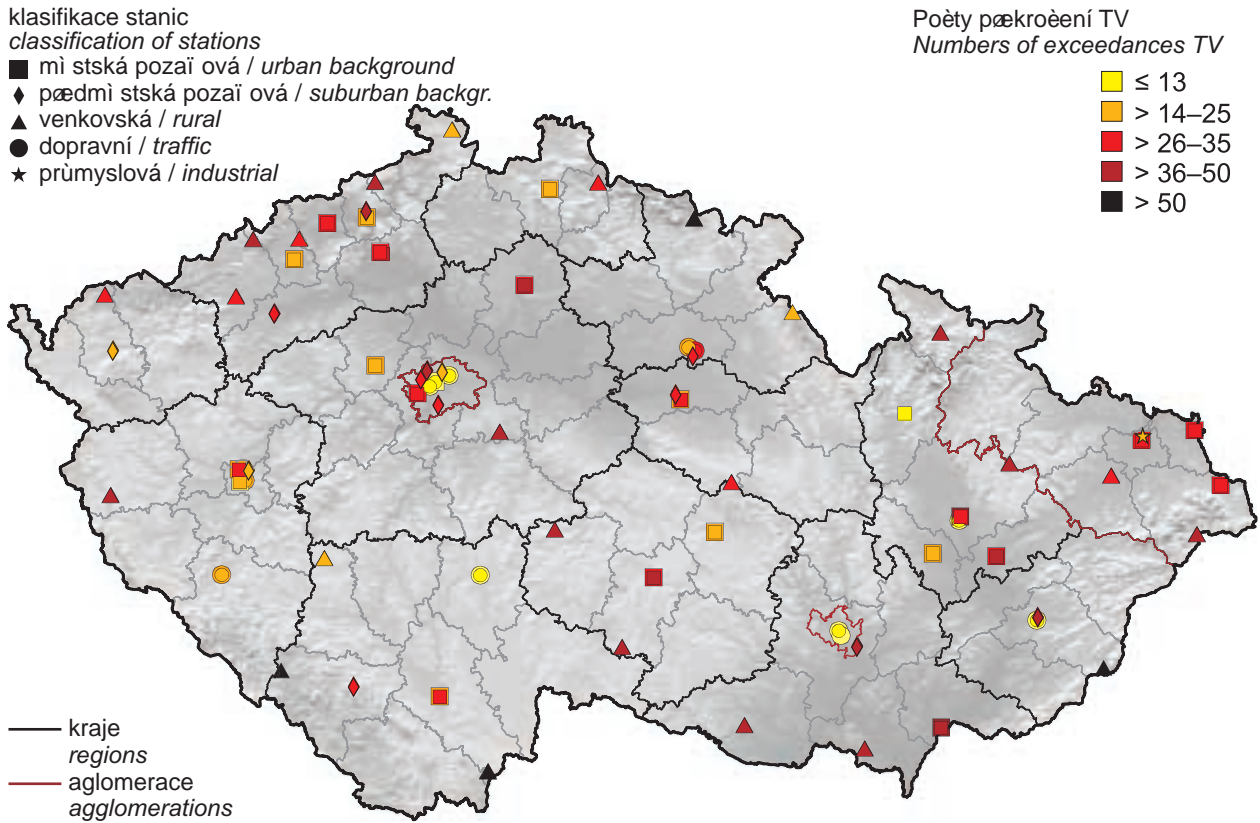 klasifikace stanic
classification of stations
mì stská pozaï ová / urban background
pædmì stská pozaï ová / suburban backgr.
venkovská / rural
dopravní / traffic
prùmyslová / industrial
Poèty pækroèení TV
Numbers of exceedances TV
≤ 13
> 14–25
> 26–35
> 36–50
> 50
kraje
regions
aglomerace
agglomerations